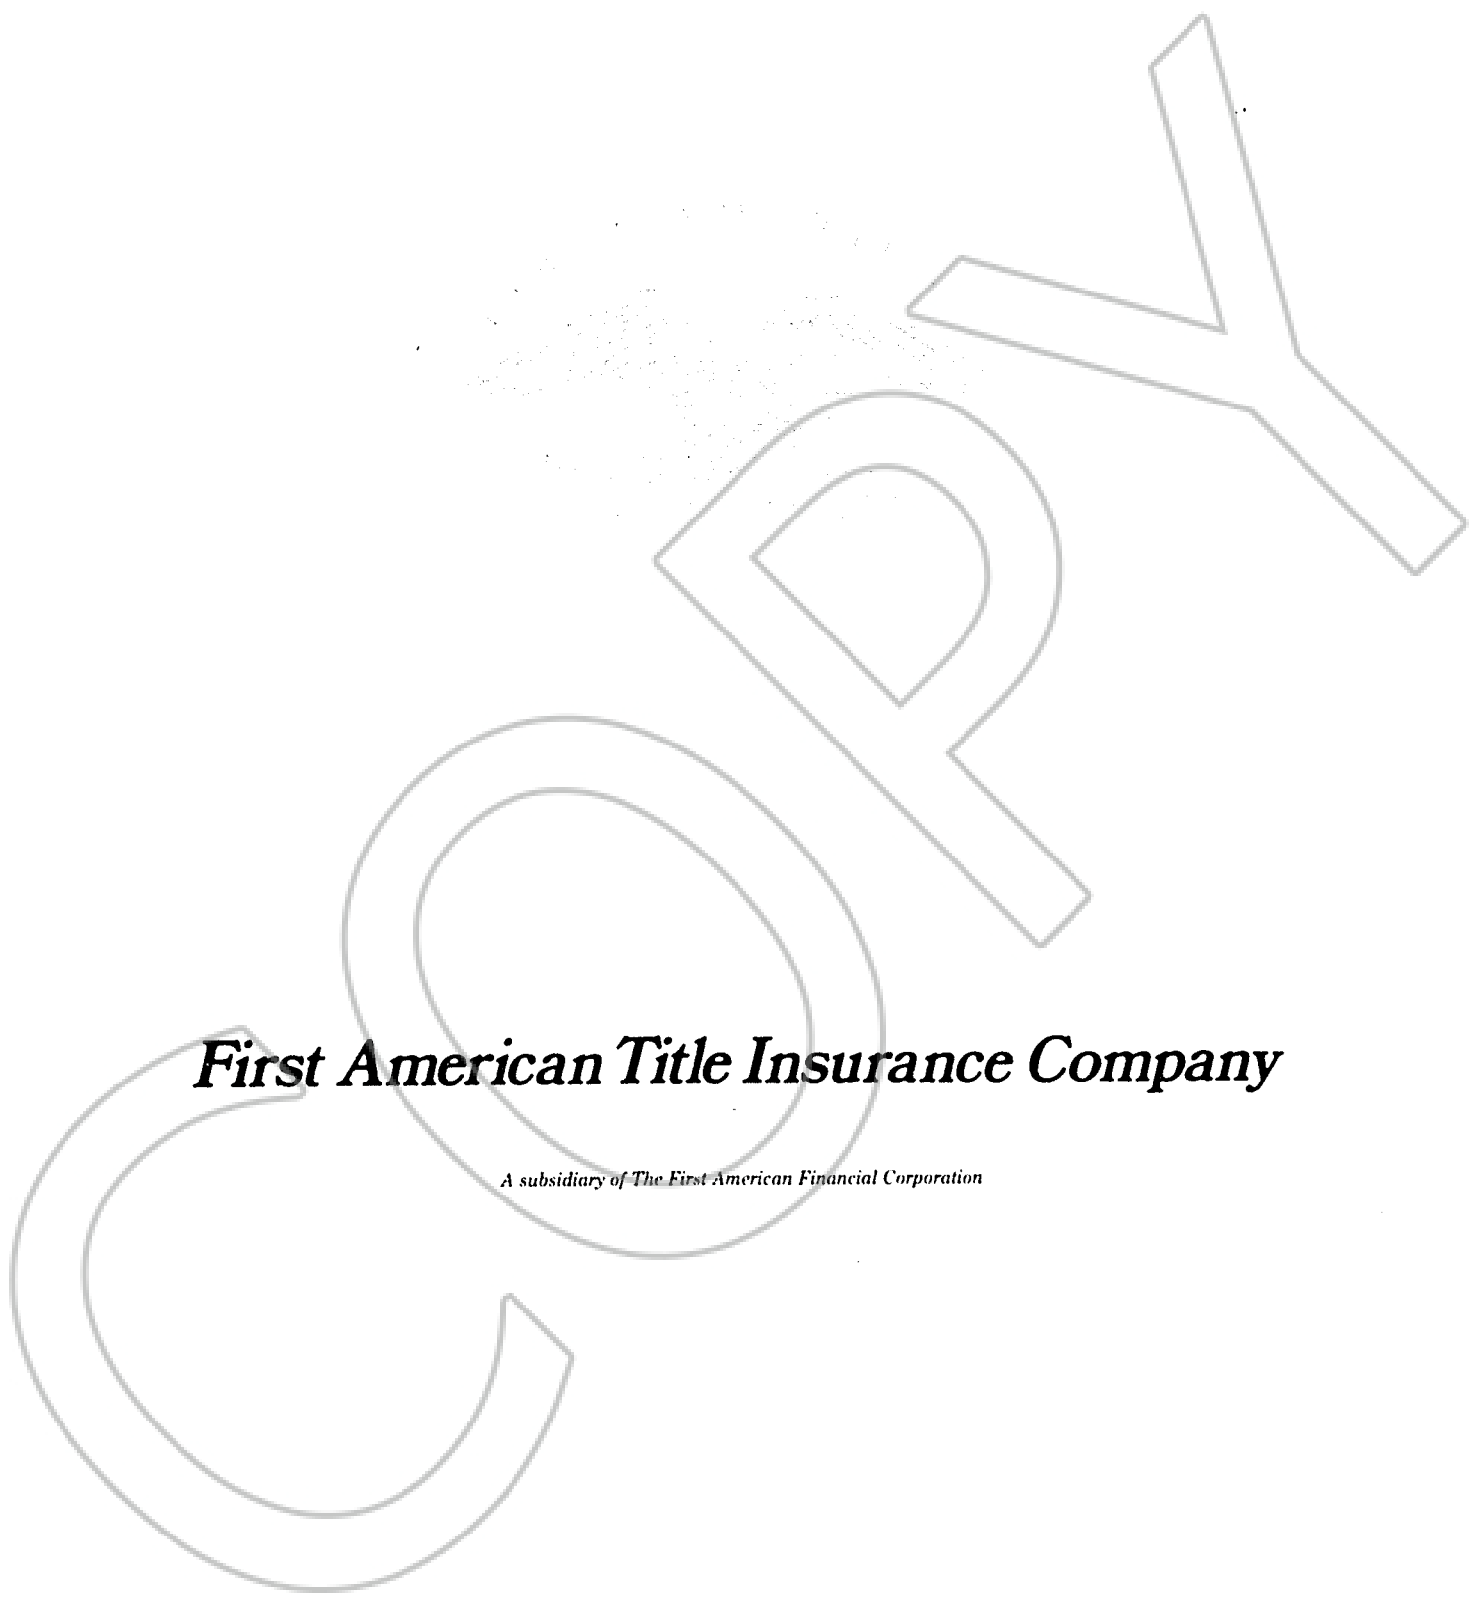 First American Title Insurance Company
A subsidiary of The First American Financial Corporation
COPY